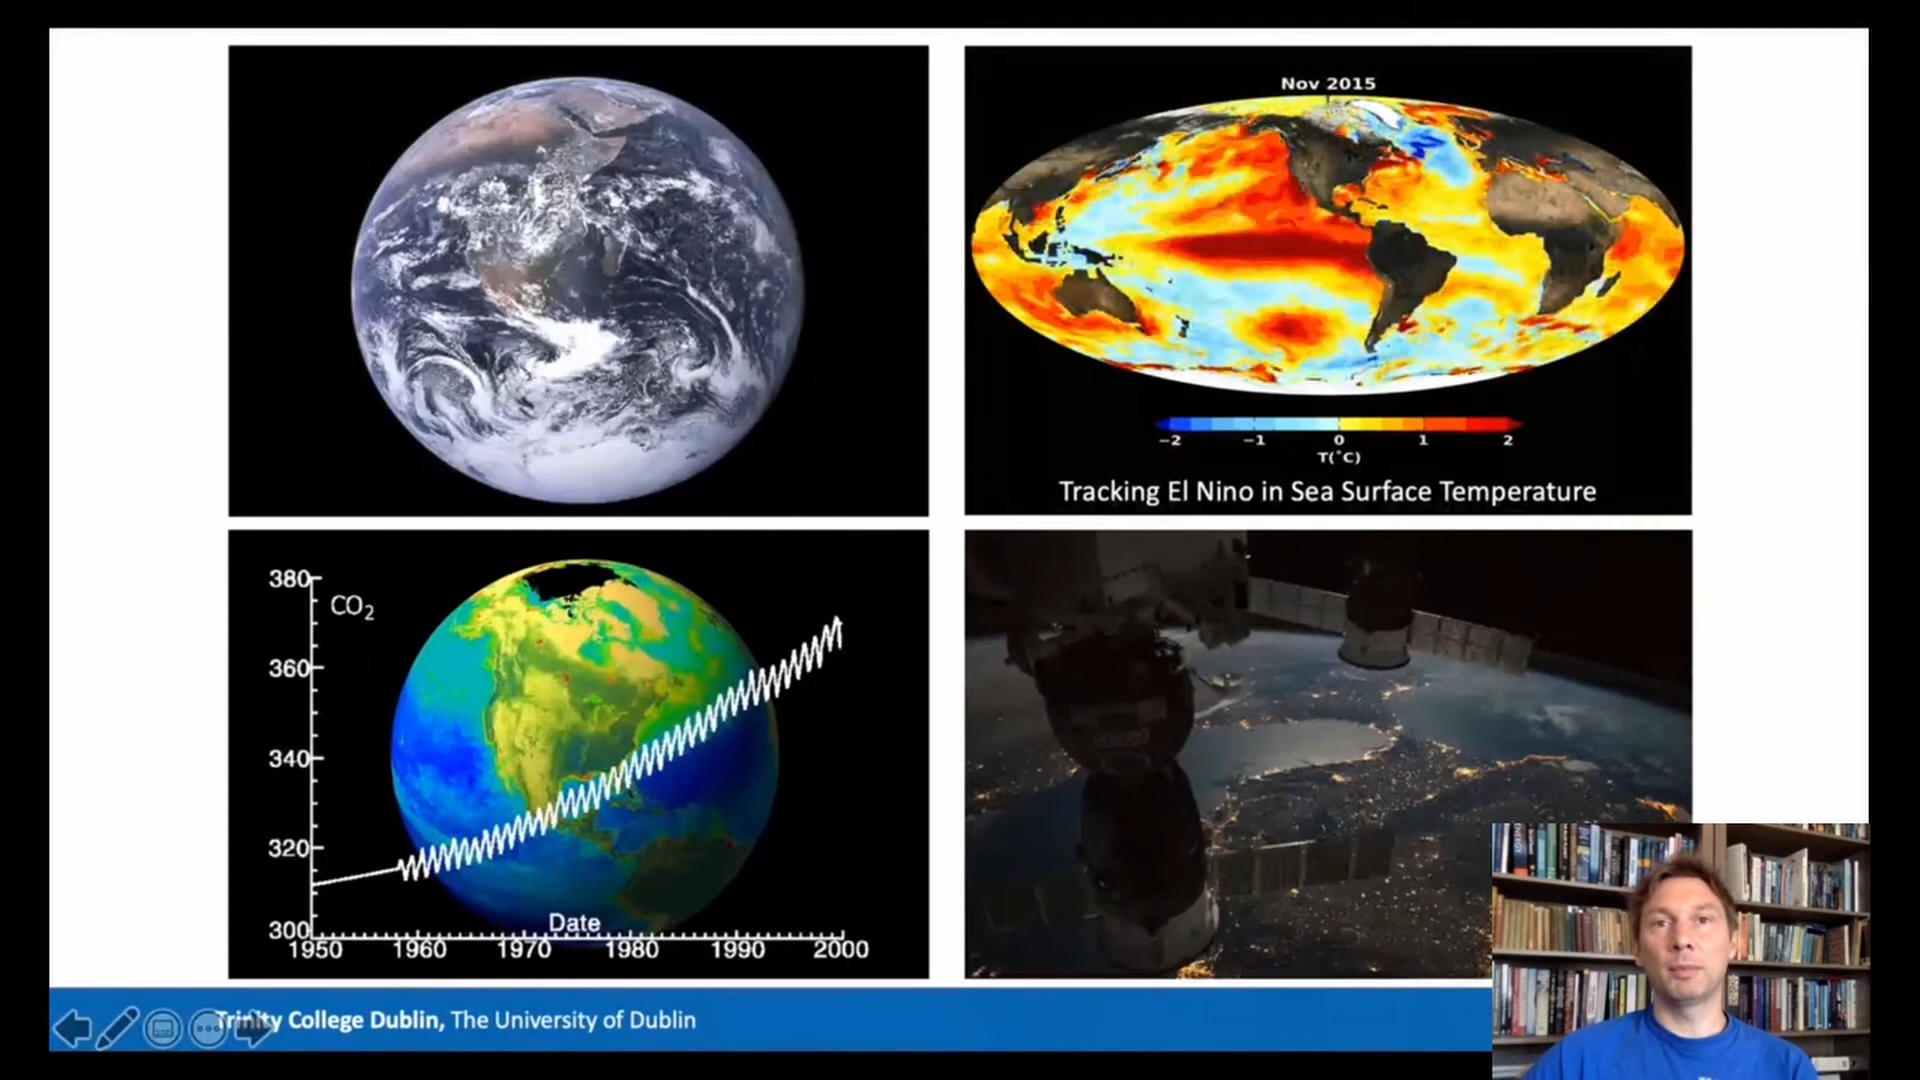 Nov 2015
−2 −1 0 1 2
T(°C)
Tracking El Nino in Sea Surface Temperature
380
CO₂
360
340
320
300
Date
1950 1960 1970 1980 1990 2000
Trinity College Dublin, The University of Dublin